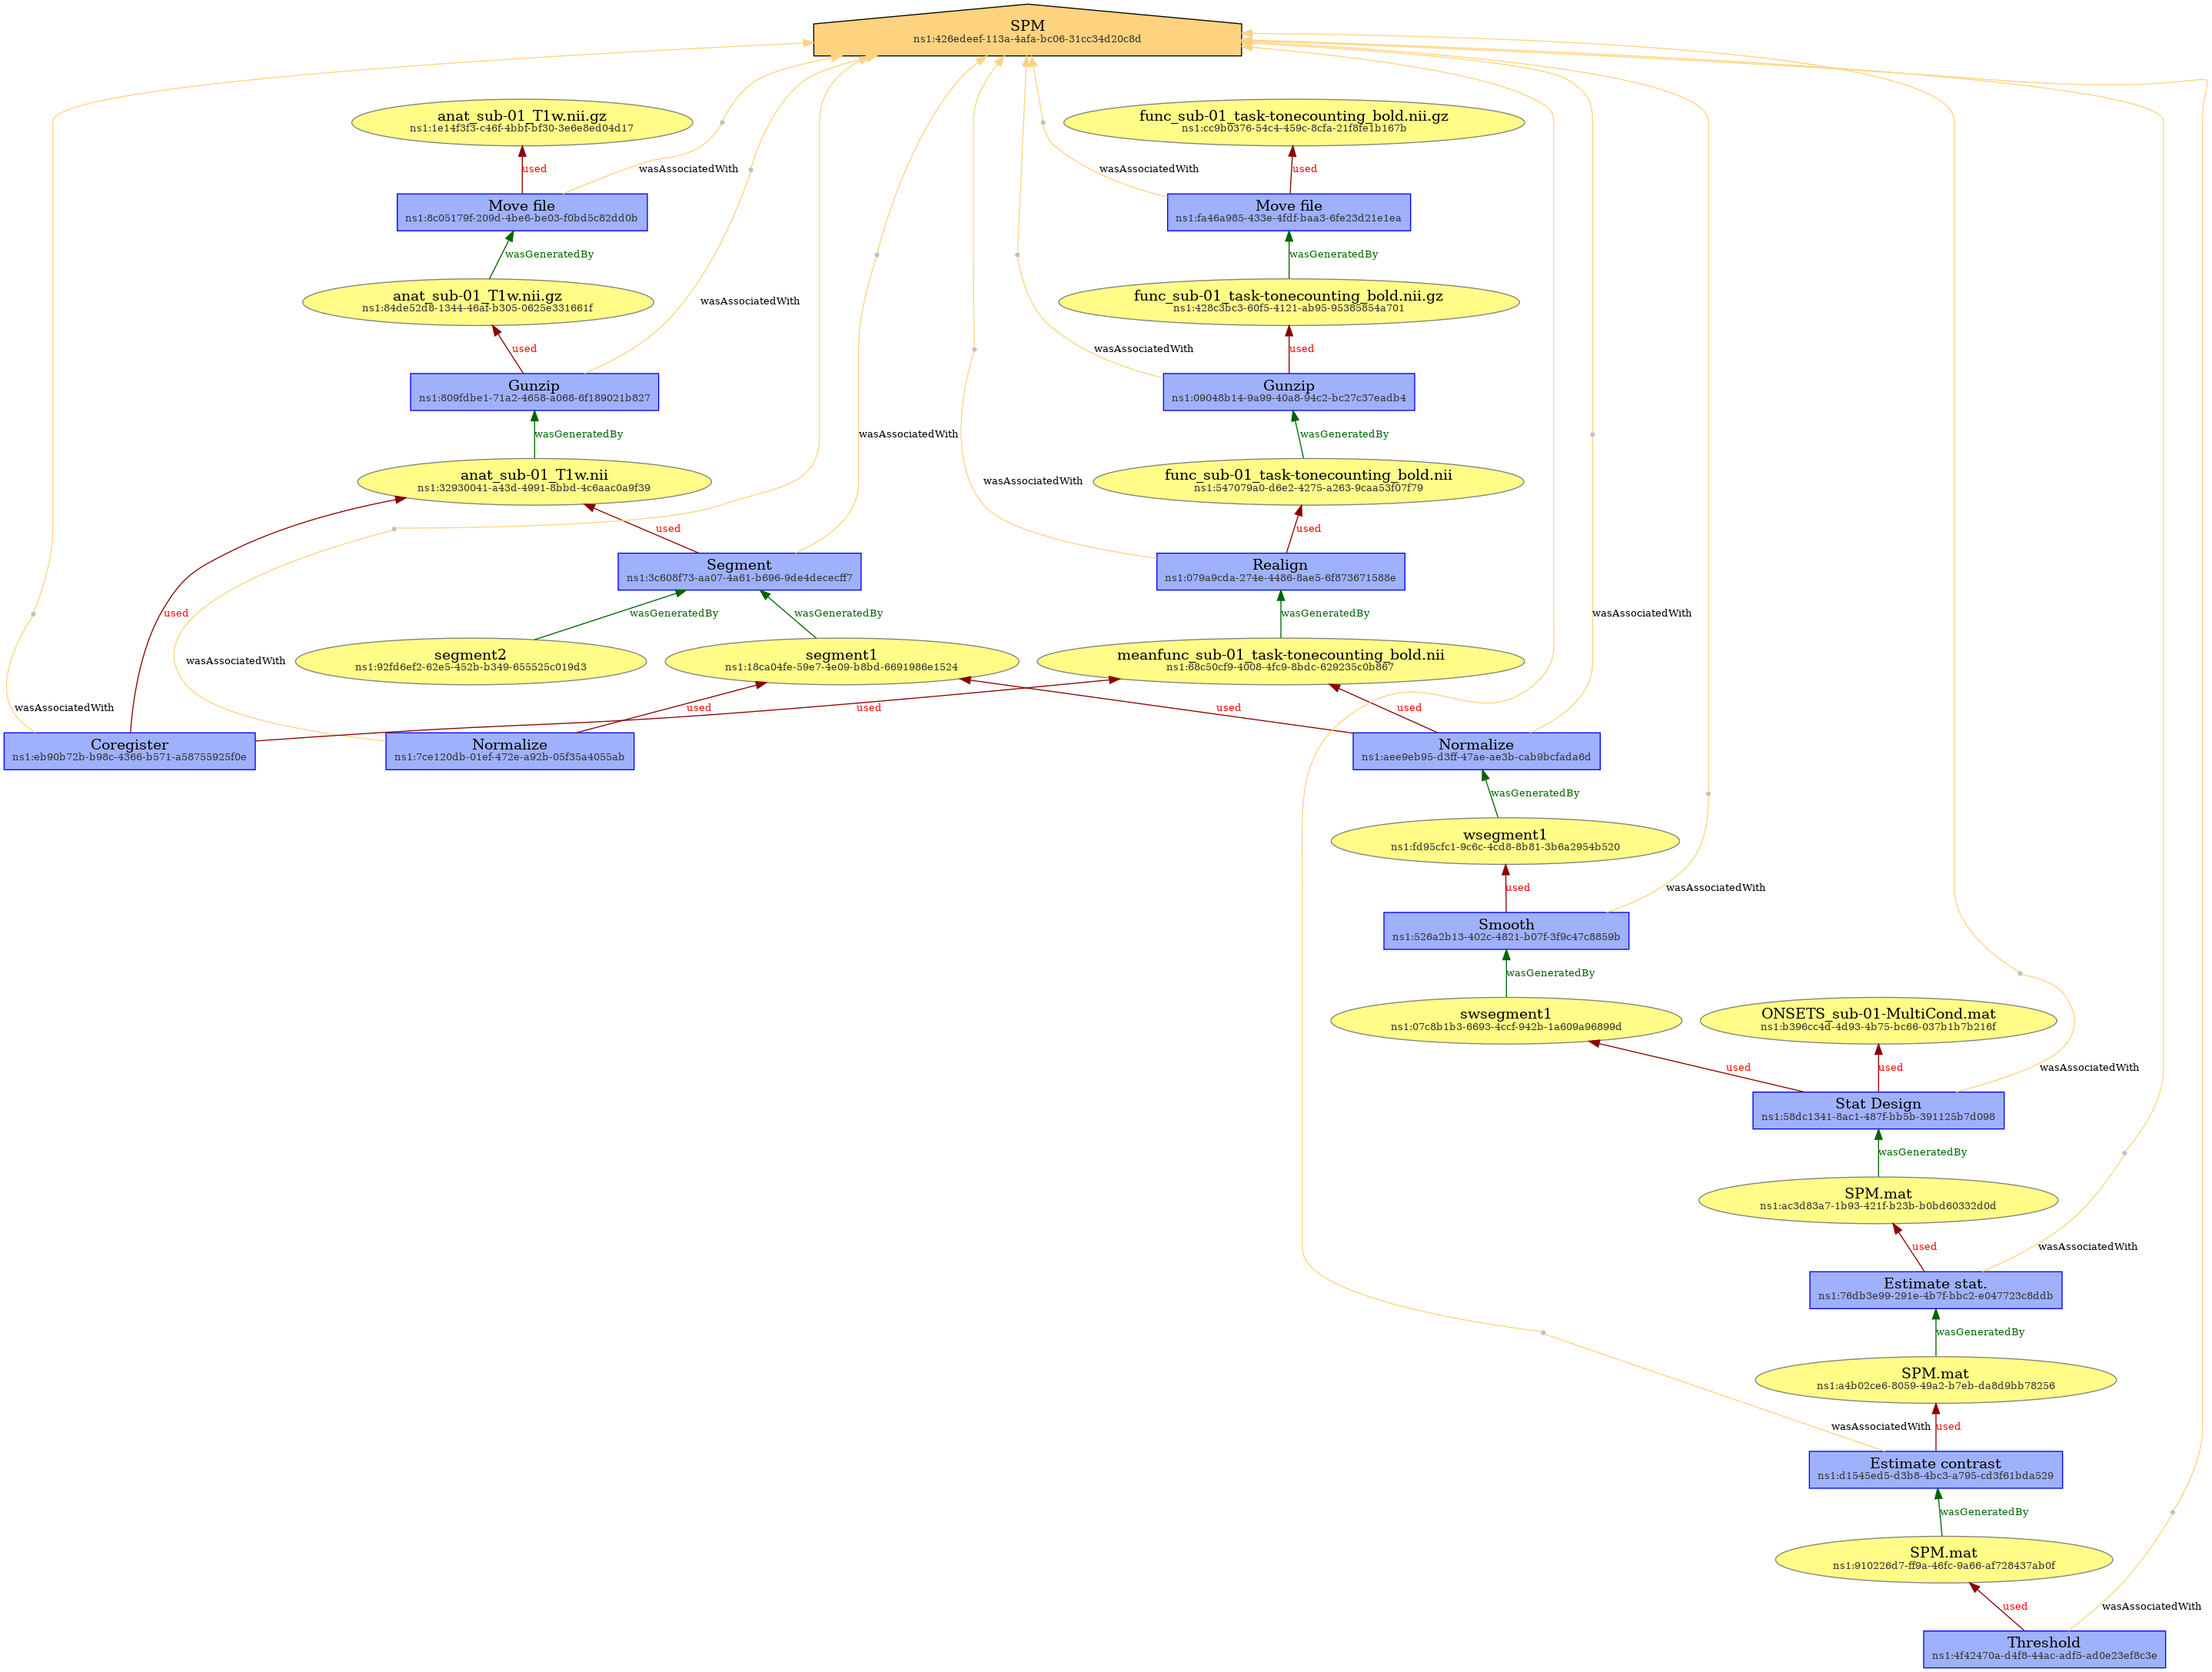 SPM
ns1:426edeef-113a-4afa-bc06-31cc34d20c8d
anat_sub-01_T1w.nii.gz
ns1:1e14f3f3-c46f-4bbf-bf30-3e6e8ed04d17
func_sub-01_task-tonecounting_bold.nii.gz
ns1:cc9b0376-54c4-459c-8cfa-21f8fe1b167b
used
wasAssociatedWith
wasAssociatedWith
used
Move file
ns1:8c05179f-209d-4be6-be03-f0bd5c82dd0b
Move file
ns1:fa46a985-433e-4fdf-baa3-6fe23d21e1ea
wasGeneratedBy
wasGeneratedBy
anat_sub-01_T1w.nii.gz
ns1:84de52d8-1344-46af-b305-0625e331661f
wasAssociatedWith
func_sub-01_task-tonecounting_bold.nii.gz
ns1:428c3bc3-60f5-4121-ab95-95385854a701
used
wasAssociatedWith
used
Gunzip
ns1:809fdbe1-71a2-4658-a068-6f189021b827
Gunzip
ns1:09048b14-9a99-40a8-94c2-bc27c37eadb4
wasGeneratedBy
wasAssociatedWith
wasGeneratedBy
anat_sub-01_T1w.nii
ns1:32930041-a43d-4991-8bbd-4c6aac0a9f39
wasAssociatedWith
func_sub-01_task-tonecounting_bold.nii
ns1:547079a0-d6e2-4275-a263-9caa53f07f79
used
used
Segment
ns1:3c608f73-aa07-4a61-b696-9de4dececff7
Realign
ns1:079a9cda-274e-4486-8ae5-6f873671588e
used
wasGeneratedBy
wasGeneratedBy
wasGeneratedBy
wasAssociatedWith
wasAssociatedWith
segment2
ns1:92fd6ef2-62e5-452b-b349-655525c019d3
segment1
ns1:18ca04fe-59e7-4e09-b8bd-6691986e1524
meanfunc_sub-01_task-tonecounting_bold.nii
ns1:68c50cf9-40b8-4fc9-8bdc-629235c0b867
wasAssociatedWith
used
used
used
used
Coregister
ns1:eb90b72b-b98c-4366-b571-a58755925f0e
Normalize
ns1:7ce120db-01ef-472e-a92b-05f35a4055ab
Normalize
ns1:aee9eb95-d3ff-47ae-ae3b-cab9bcfada6d
wasGeneratedBy
wsegment1
ns1:fd95cfc1-9c6c-4cd8-8b81-3b6a2954b520
used
wasAssociatedWith
Smooth
ns1:526a2b13-402c-4821-b07f-3f9c47c8859b
wasGeneratedBy
swsegment1
ns1:07c8b1b3-6693-4ccf-942b-1a609a96899d
ONSETS_sub-01-MultiCond.mat
ns1:b396cc4d-4d93-4b75-bc66-037b1b7b216f
used
used
wasAssociatedWith
Stat Design
ns1:58dc1341-8ac1-487f-bb5b-391125b7d098
wasGeneratedBy
SPM.mat
ns1:ac3d83a7-1b93-421f-b23b-b0bd60332d0d
used
wasAssociatedWith
Estimate stat.
ns1:76db3e99-291e-4b7f-bbc2-e047723c8ddb
wasGeneratedBy
SPM.mat
ns1:a4b02ce6-8059-49a2-b7eb-da8d9bb78256
wasAssociatedWith
used
Estimate contrast
ns1:d1545ed5-d3b8-4bc3-a795-cd3f61bda529
wasGeneratedBy
SPM.mat
ns1:910226d7-ff9a-46fc-9a66-af728437ab0f
used
wasAssociatedWith
Threshold
ns1:4f42470a-d4f8-44ac-adf5-ad0e23ef8c3e